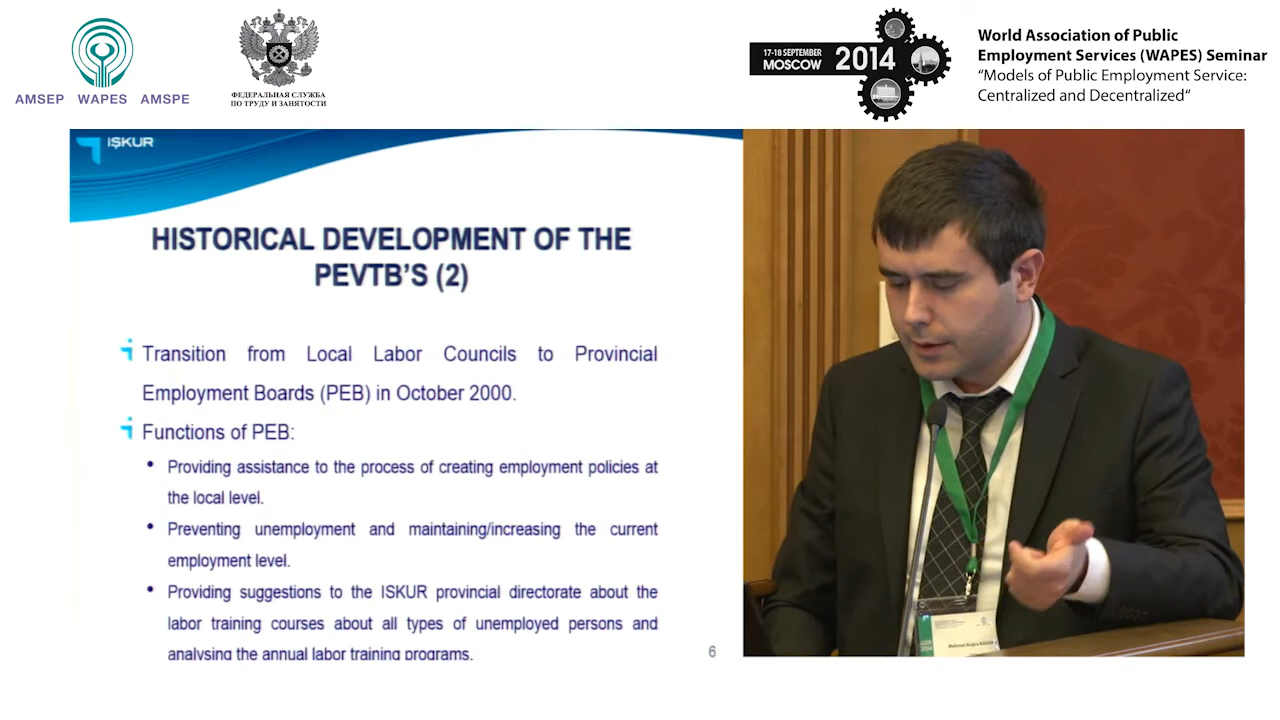 AMSEP WAPES AMSPE
ФЕДЕРАЛЬНАЯ СЛУЖБА
ПО ТРУДУ И ЗАНЯТОСТИ
17-18 SEPTEMBER
MOSCOW
2014
World Association of Public
Employment Services (WAPES) Seminar
“Models of Public Employment Service:
Centralized and Decentralized“
IŞKUR
HISTORICAL DEVELOPMENT OF THE
PEVTB'S (2)
Transition from Local Labor Councils to Provincial
Employment Boards (PEB) in October 2000.
Functions of PEB:
• Providing assistance to the process of creating employment policies at
the local level.
• Preventing unemployment and maintaining/increasing the current
employment level.
• Providing suggestions to the ISKUR provincial directorate about the
labor training courses about all types of unemployed persons and
analysing the annual labor training programs.
6